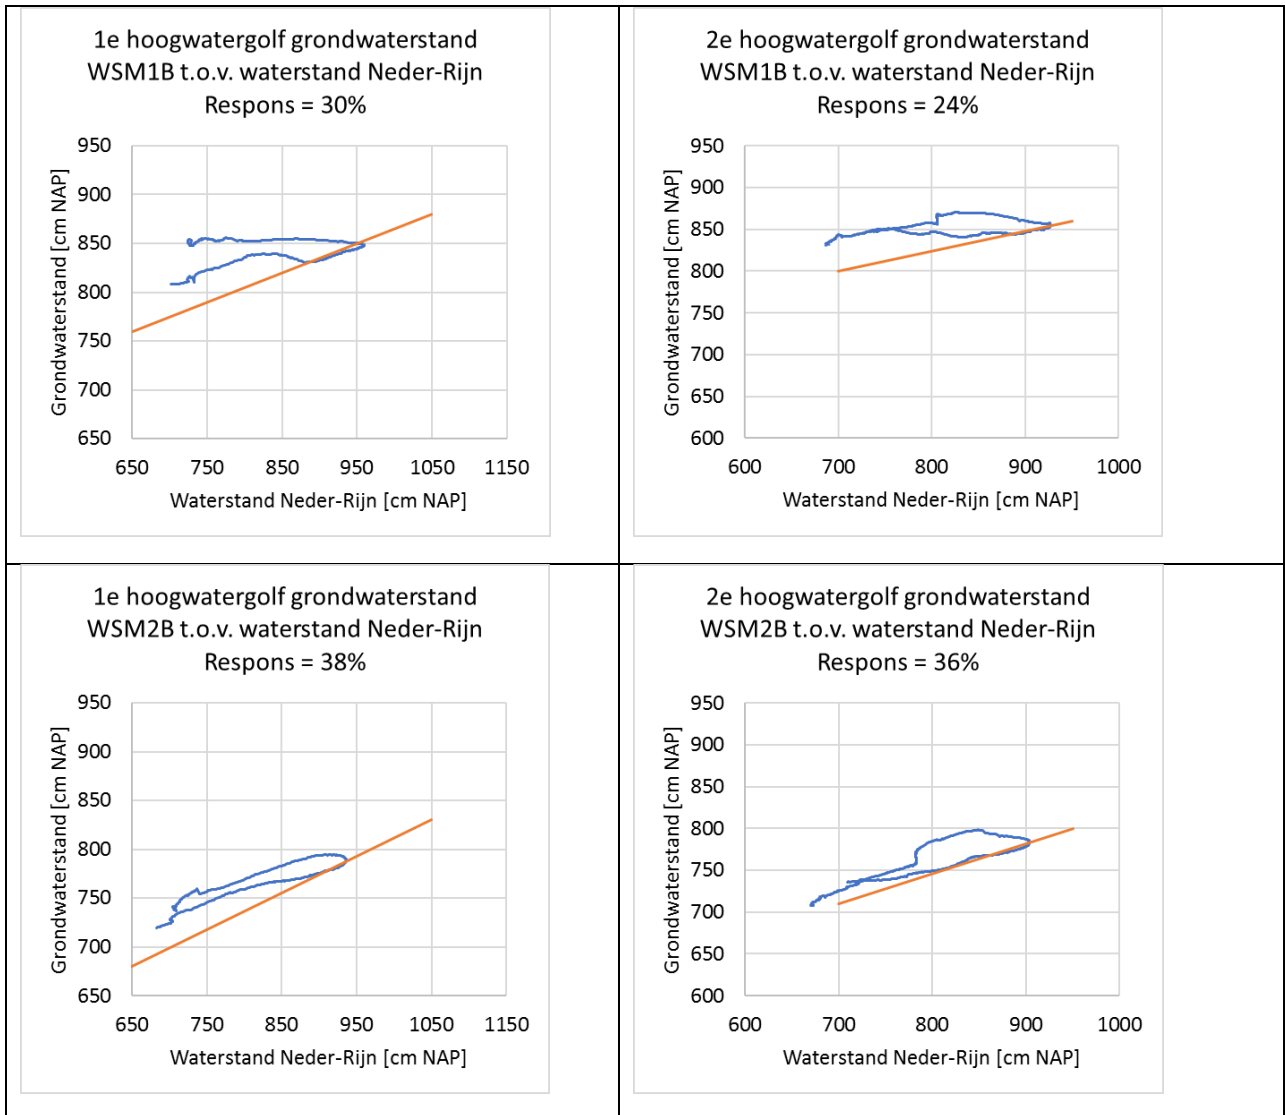 1e hoogwatergolf grondwaterstand
WSM1B t.o.v. waterstand Neder-Rijn
Respons = 30%
Grondwaterstand [cm NAP]
950
900
850
800
750
700
650
650 750 850 950 1050 1150
Waterstand Neder-Rijn [cm NAP]
2e hoogwatergolf grondwaterstand
WSM1B t.o.v. waterstand Neder-Rijn
Respons = 24%
Grondwaterstand [cm NAP]
950
900
850
800
750
700
650
600
600 700 800 900 1000
Waterstand Neder-Rijn [cm NAP]
1e hoogwatergolf grondwaterstand
WSM2B t.o.v. waterstand Neder-Rijn
Respons = 38%
Grondwaterstand [cm NAP]
950
900
850
800
750
700
650
650 750 850 950 1050 1150
Waterstand Neder-Rijn [cm NAP]
2e hoogwatergolf grondwaterstand
WSM2B t.o.v. waterstand Neder-Rijn
Respons = 36%
Grondwaterstand [cm NAP]
950
900
850
800
750
700
650
600
600 700 800 900 1000
Waterstand Neder-Rijn [cm NAP]